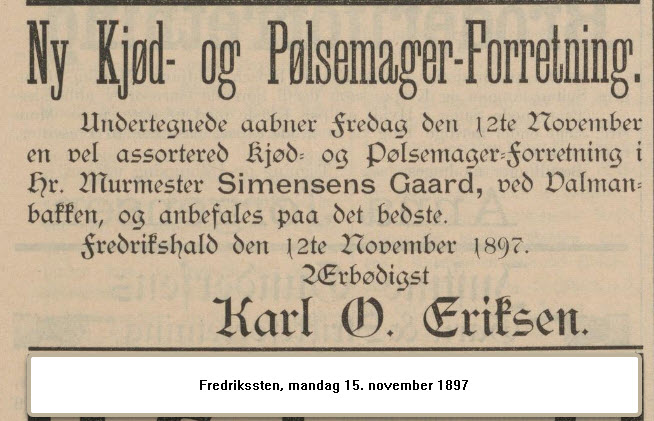 Ny Kjød- og Pølsemager-Forretning.
Undertegnede aabner Fredag den 12te November
en vel assortered Kjød- og Pølsemager-Forretning i
Hr. Murmester Simensens Gaard, ved Valman-
bakken, og anbefales paa det bedste.
Fredrikshald den 12te November 1897.
Ærbødigst
Karl O. Eriksen.
Fredrikssten, mandag 15. november 1897